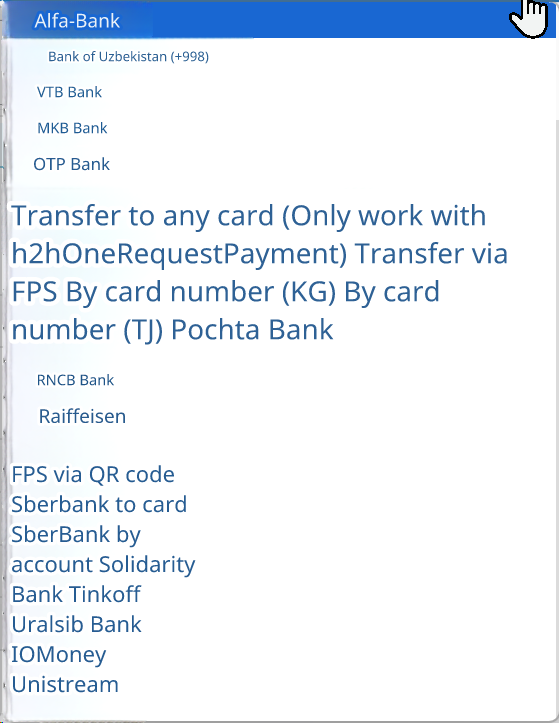 Alfa-Bank
Bank of Uzbekistan (+998)
VTB Bank
MKB Bank
OTP Bank
Transfer to any card (Only work with
h2hOneRequestPayment) Transfer via
FPS By card number (KG) By card
number (TJ) Pochta Bank
RNCB Bank
Raiffeisen
FPS via QR code
Sberbank to card
SberBank by
account Solidarity
Bank Tinkoff
Uralsib Bank
IOMoney
Unistream